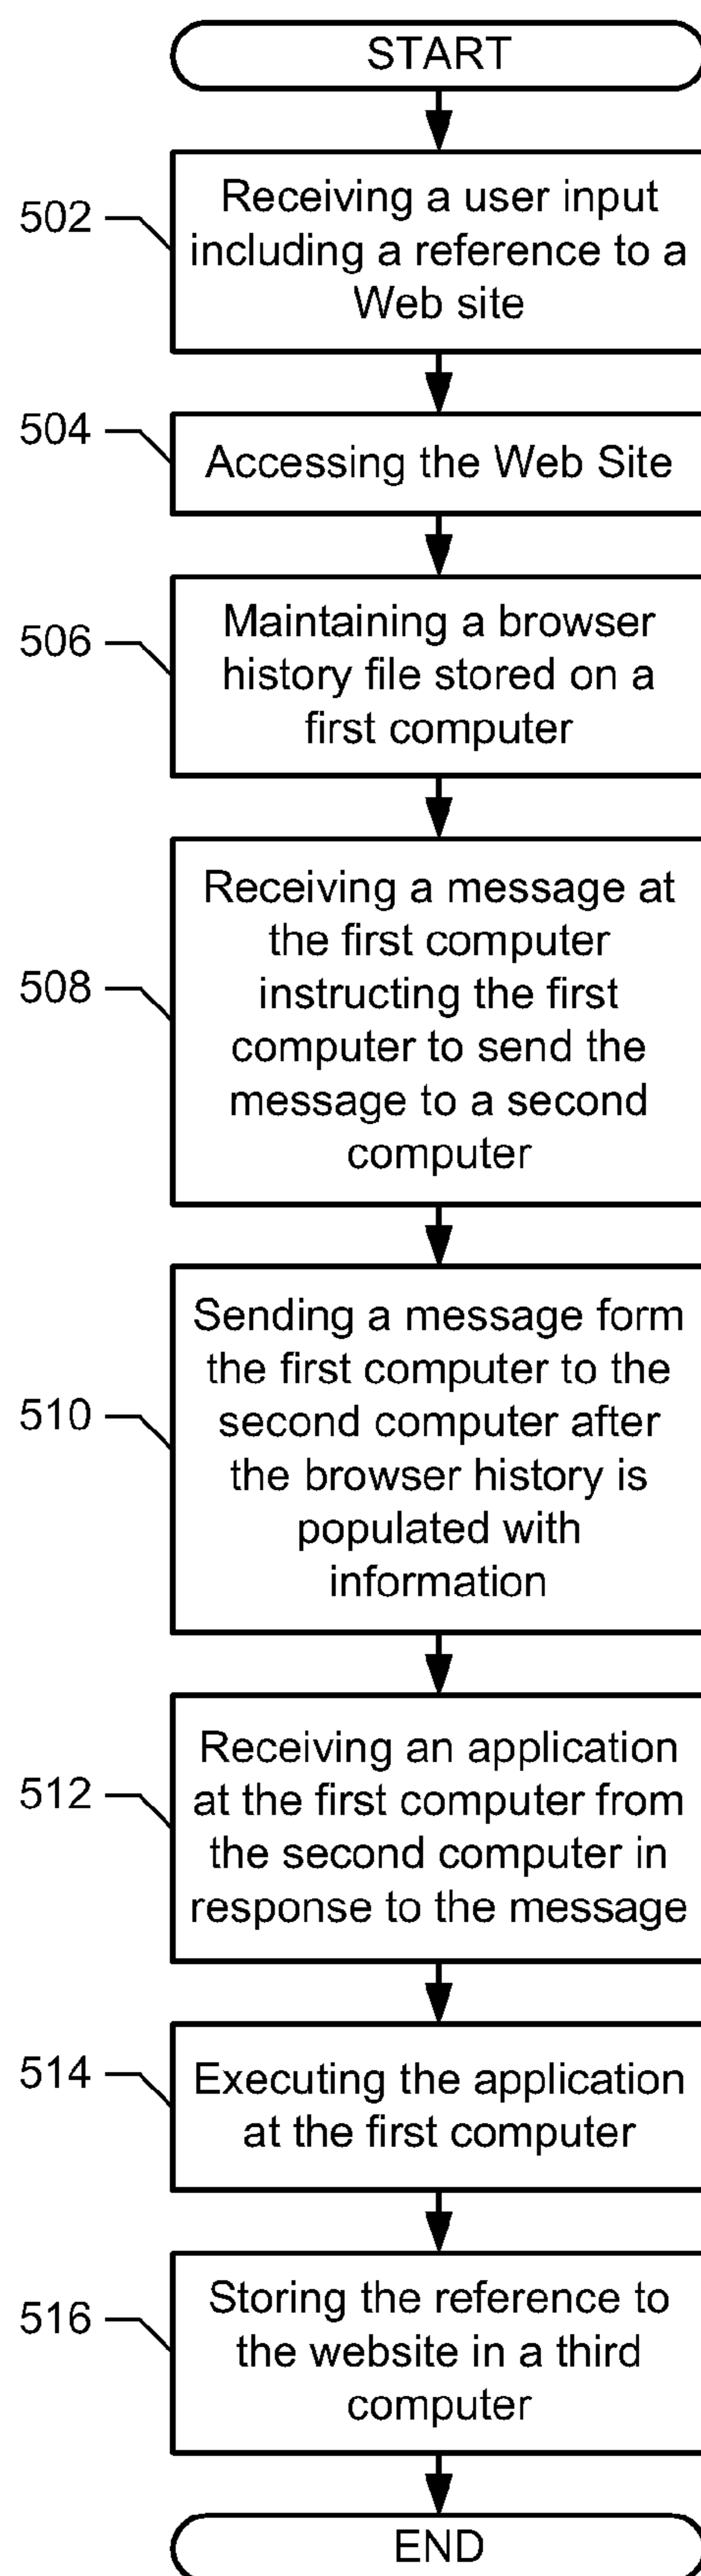 START
502
Receiving a user input
including a reference to a
Web site
504
Accessing the Web Site
506
Maintaining a browser
history file stored on a
first computer
508
Receiving a message at
the first computer
instructing the first
computer to send the
message to a second
computer
510
Sending a message form
the first computer to the
second computer after
the browser history is
populated with
information
512
Receiving an application
at the first computer from
the second computer in
response to the message
514
Executing the application
at the first computer
516
Storing the reference to
the website in a third
computer
END